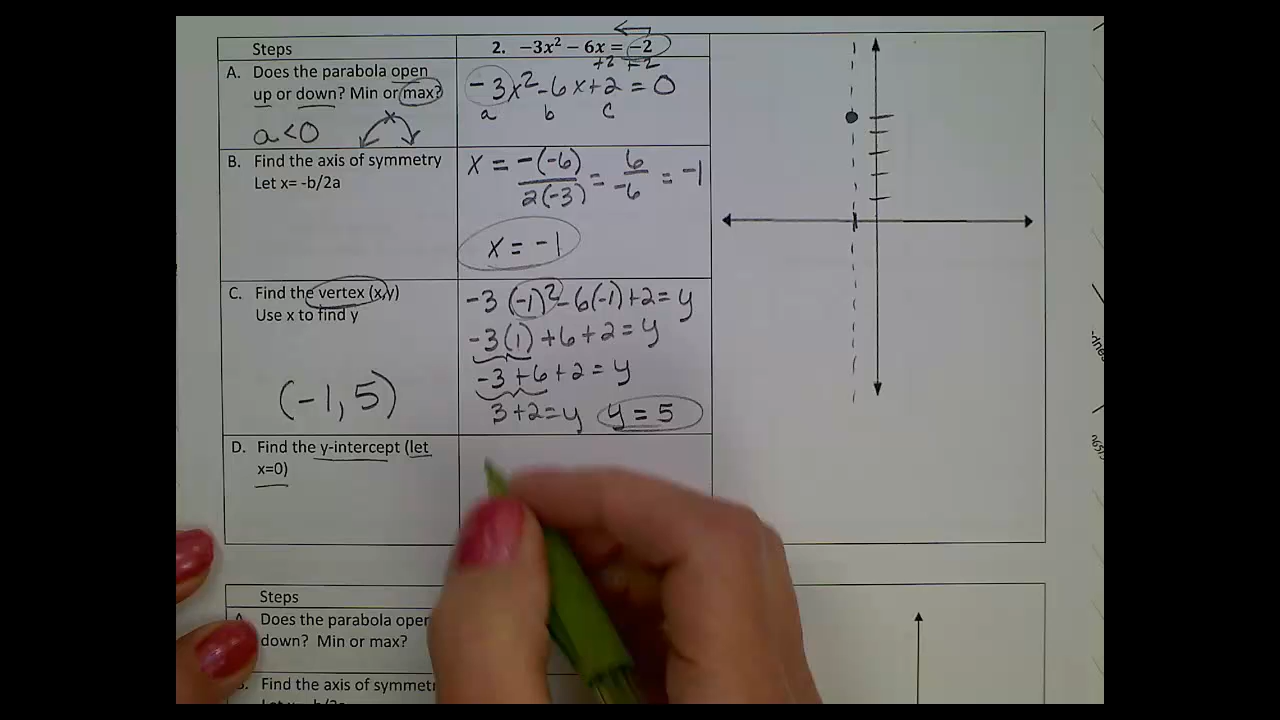 Steps
2. −3x² − 6x = −2
+2 +2
A. Does the parabola open
up or down? Min or max?
a<0
-3x²-6x+2=0
a b c
B. Find the axis of symmetry
Let x= -b/2a
x = -(-6)/2(-3) = 6/-6 = -1
x = -1
C. Find the vertex (x,y)
Use x to find y
(-1,5)
-3(-1)²-6(-1)+2=y
-3(1)+6+2=y
-3+6+2=y
3+2=y y=5
D. Find the y-intercept (let
x=0)
Steps
Does the parabola open
down? Min or max?
Find the axis of symmetr